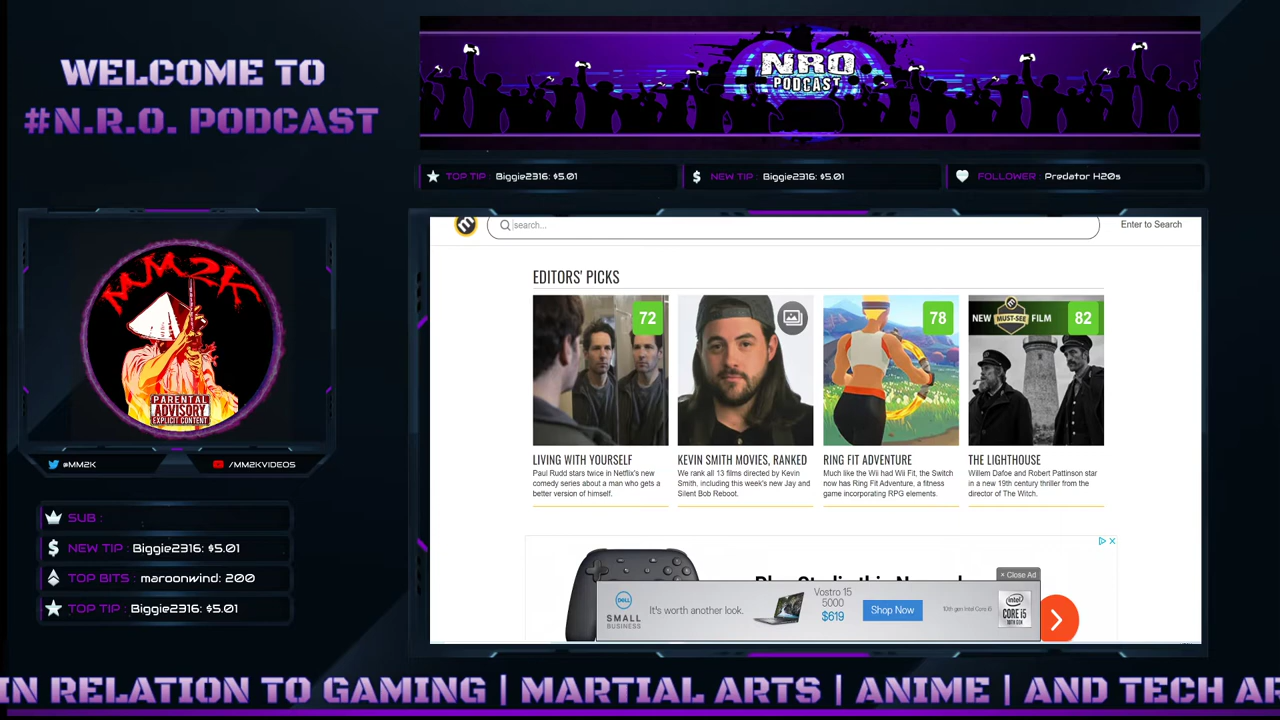 WELCOME TO
#N.R.O. PODCAST
NRO
PODCAST
TOP TIP : Biggie2316: $5.01
NEW TIP : Biggie2316: $5.01
FOLLOWER : Predator H20s
MM2K
PARENTAL
ADVISORY
EXPLICIT CONTENT
@MM2K
/MM2KVIDEOS
SUB :
NEW TIP : Biggie2316: $5.01
TOP BITS : maroonwind: 200
TOP TIP : Biggie2316: $5.01
m
search...
Enter to Search
EDITORS' PICKS
72
78
NEW MUST-SEE FILM
82
LIVING WITH YOURSELF
Paul Rudd stars twice in Netflix's new
comedy series about a man who gets a
better version of himself.
KEVIN SMITH MOVIES, RANKED
We rank all 13 films directed by Kevin
Smith, including this week's new Jay and
Silent Bob Reboot.
RING FIT ADVENTURE
Much like the Wii had Wii Fit, the Switch
now has Ring Fit Adventure, a fitness
game incorporating RPG elements.
THE LIGHTHOUSE
Willem Dafoe and Robert Pattinson star
in a new 19th century thriller from the
director of The Witch.
× Close Ad
DELL
SMALL
BUSINESS
It's worth another look.
Vostro 15
5000
$619
Shop Now
10th gen Intel Core i5
intel
CORE i5
10TH GEN
IN RELATION TO GAMING | MARTIAL ARTS | ANIME | AND TECH AR